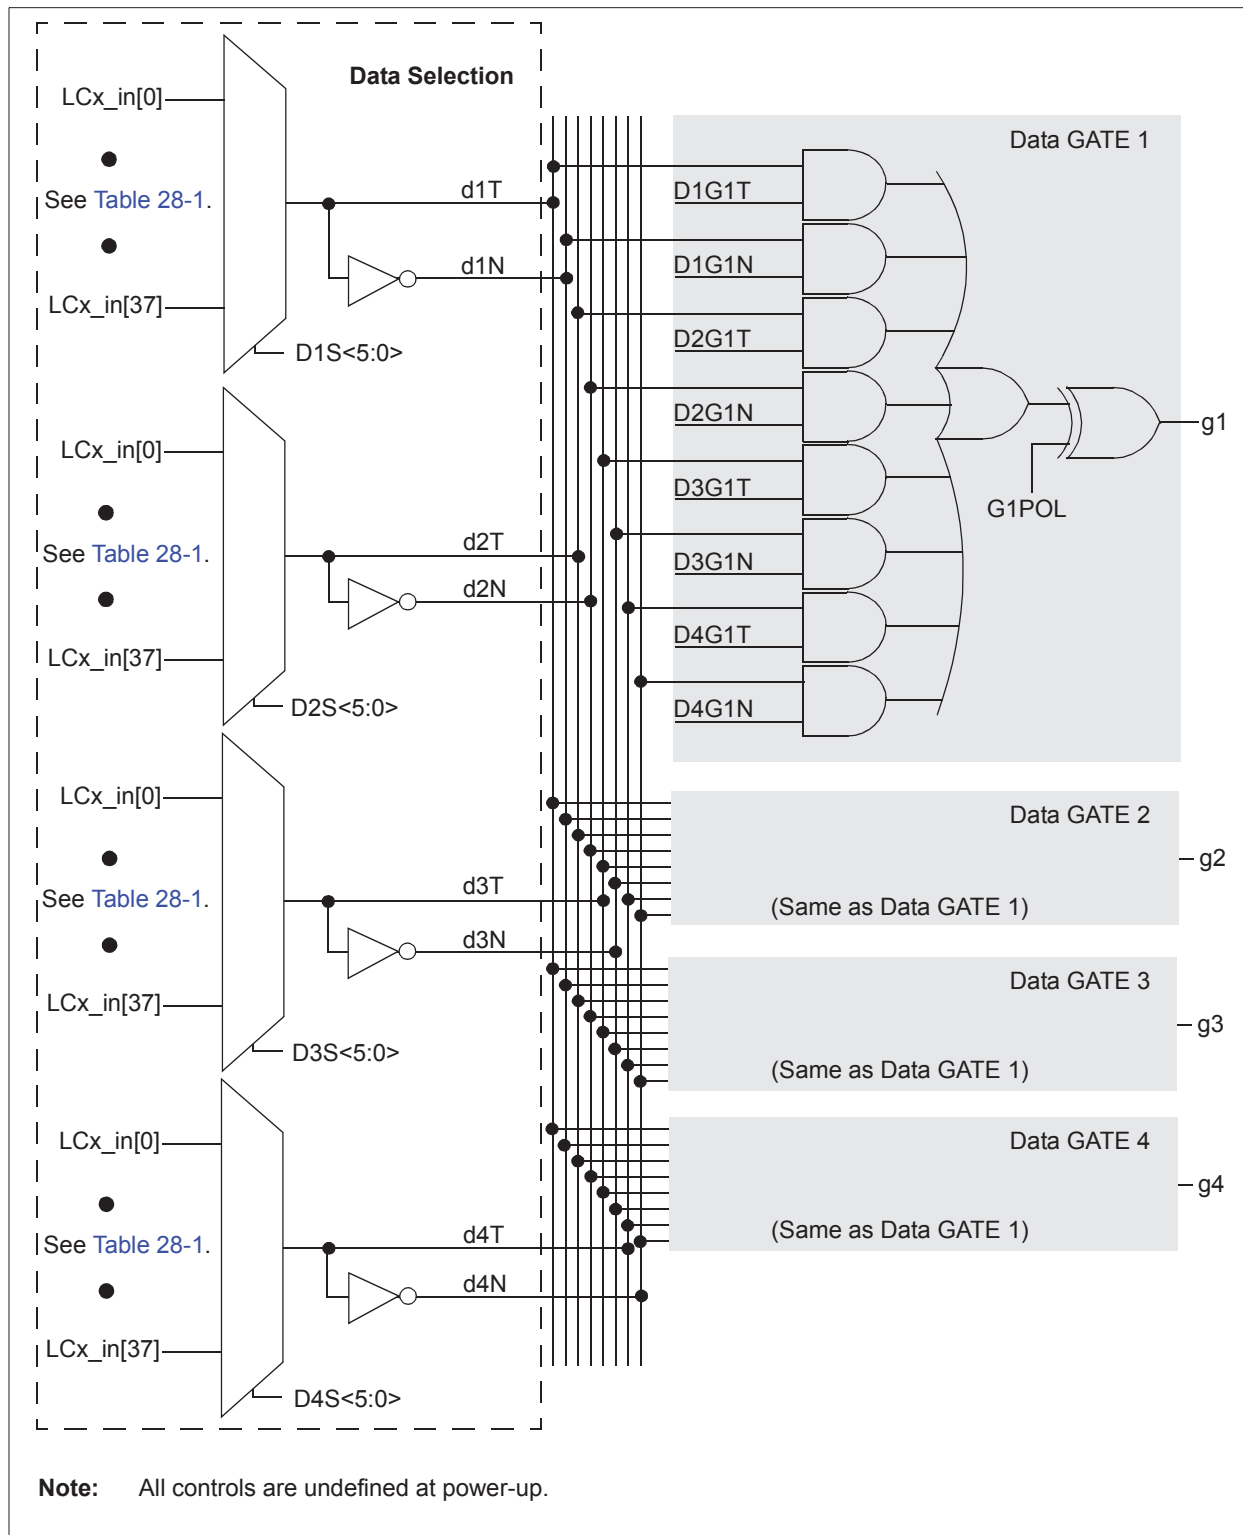 Data Selection
LCx_in[0]
See Table 28-1.
LCx_in[37]
D1S<5:0>
d1T
d1N
LCx_in[0]
See Table 28-1.
LCx_in[37]
D2S<5:0>
d2T
d2N
LCx_in[0]
See Table 28-1.
LCx_in[37]
D3S<5:0>
d3T
d3N
LCx_in[0]
See Table 28-1.
LCx_in[37]
D4S<5:0>
d4T
d4N
Data GATE 1
D1G1T
D1G1N
D2G1T
D2G1N
D3G1T
D3G1N
D4G1T
D4G1N
G1POL
g1
Data GATE 2
(Same as Data GATE 1)
g2
Data GATE 3
(Same as Data GATE 1)
g3
Data GATE 4
(Same as Data GATE 1)
g4
Note: All controls are undefined at power-up.